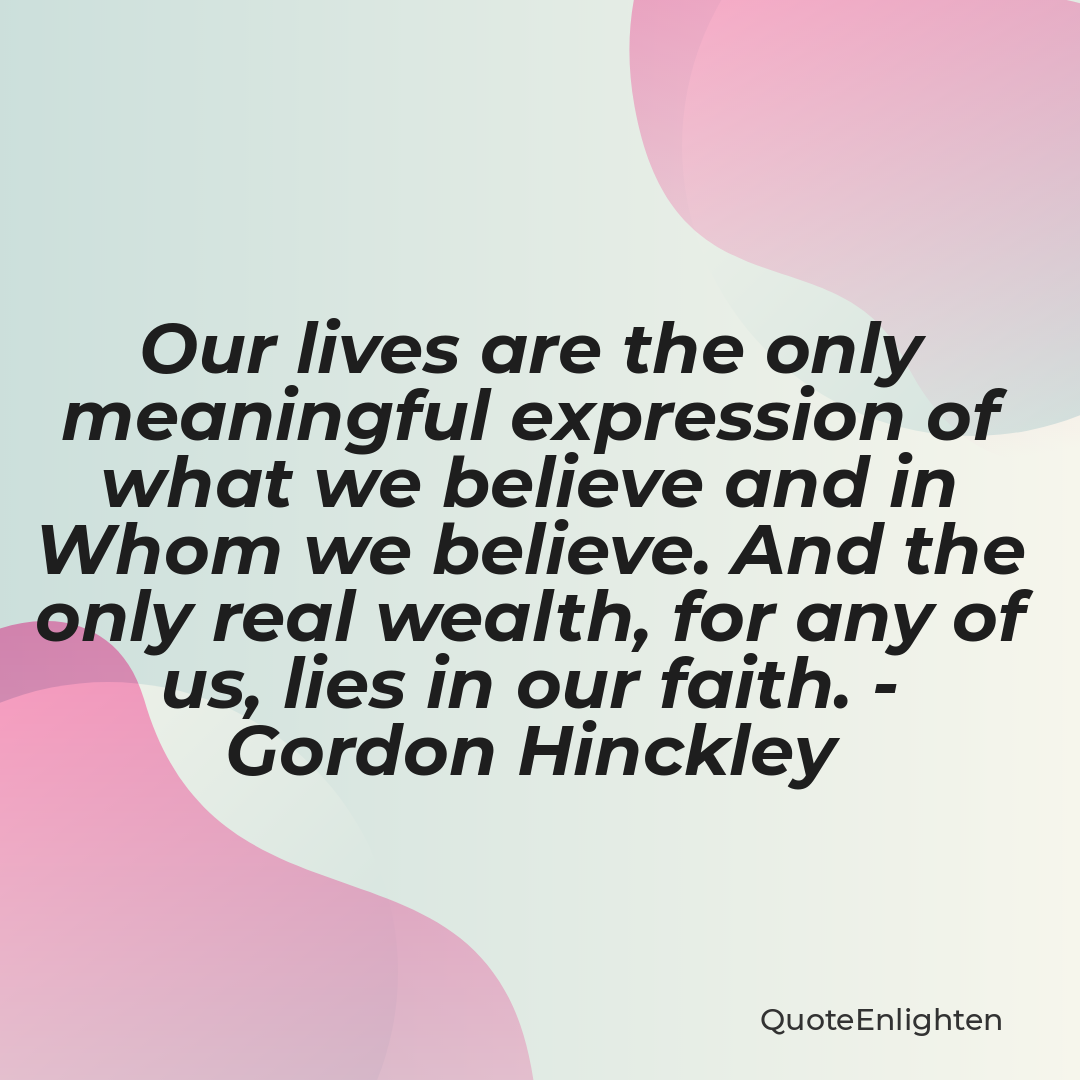 Our lives are the only
meaningful expression of
what we believe and in
Whom we believe. And the
only real wealth, for any of
us, lies in our faith. -
Gordon Hinckley
QuoteEnlighten